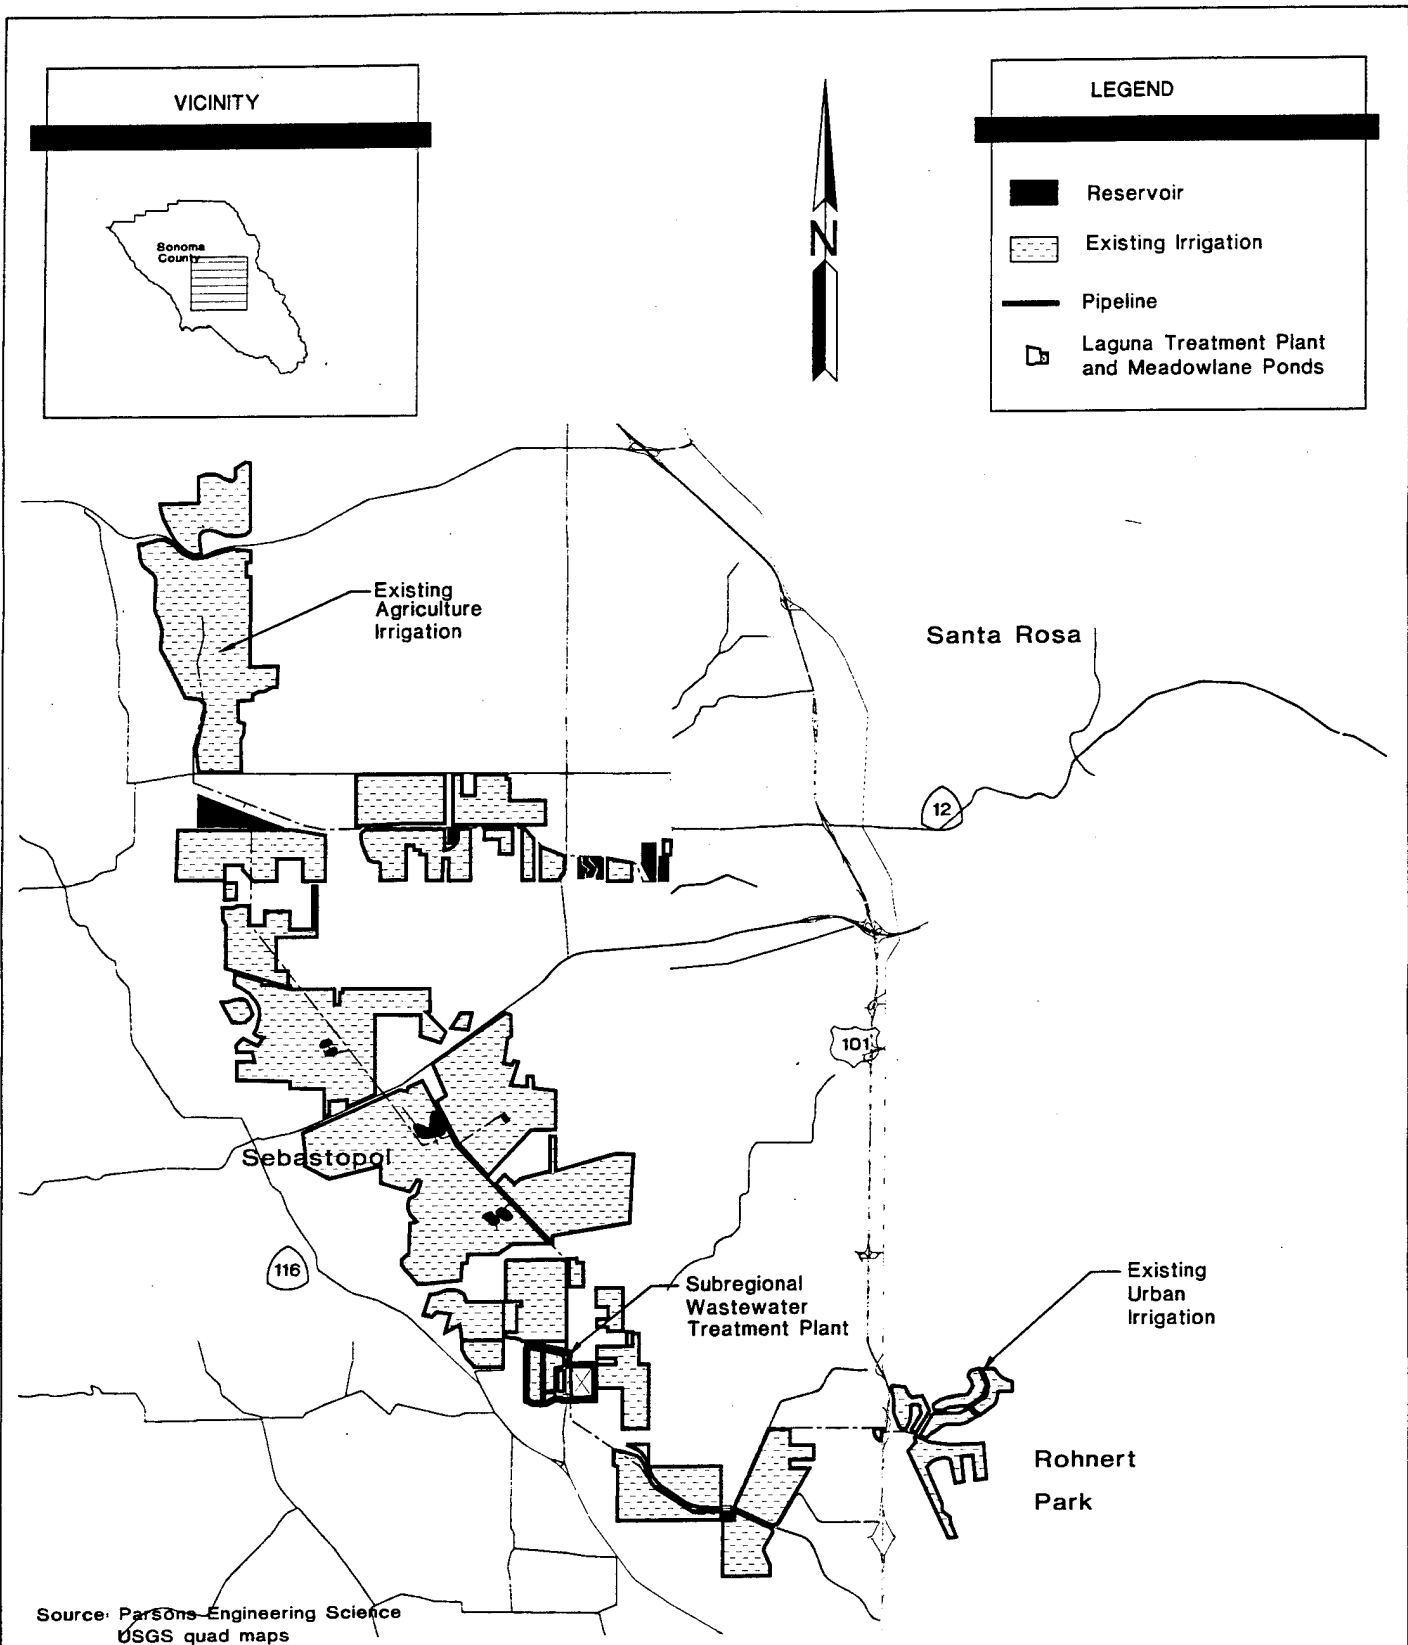 VICINITY
Sonoma
County
N
LEGEND
Reservoir
Existing Irrigation
Pipeline
Laguna Treatment Plant
and Meadowlane Ponds
Existing
Agriculture
Irrigation
Santa Rosa
12
101
Sebastopol
116
Subregional
Wastewater
Treatment Plant
Existing
Urban
Irrigation
Rohnert
Park
Source: Parsons Engineering Science
USGS quad maps